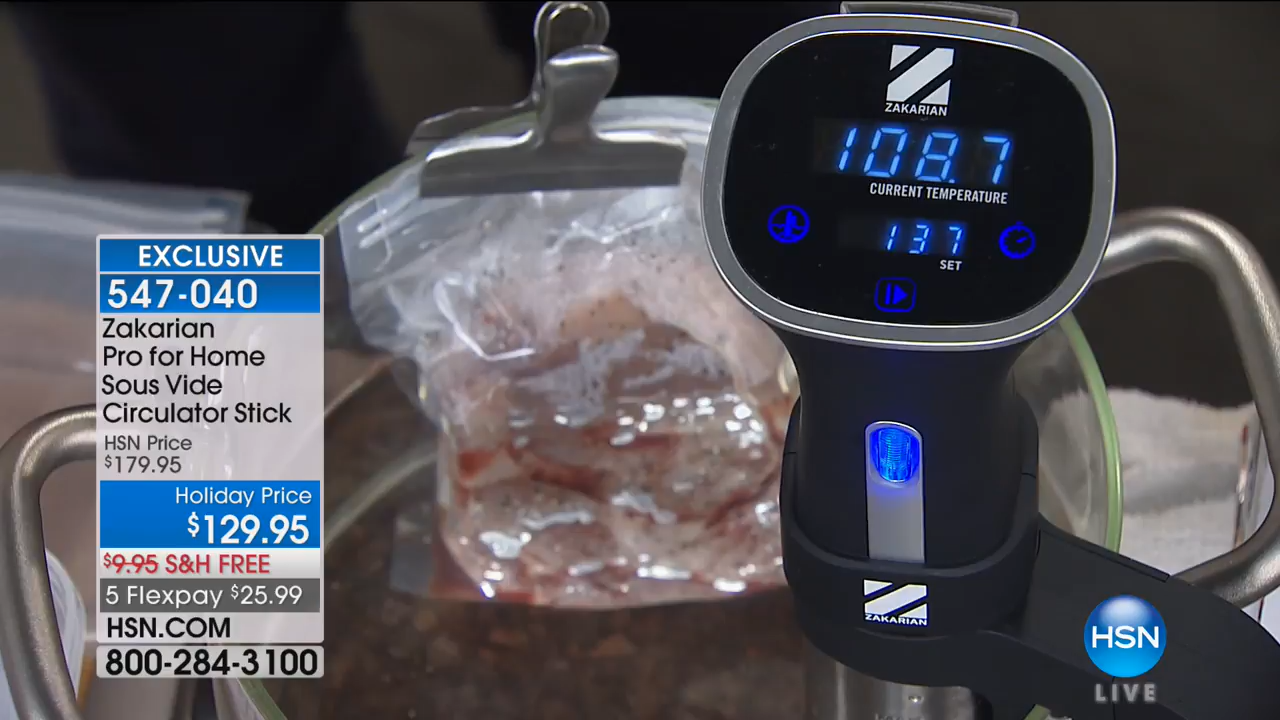 EXCLUSIVE
547-040
Zakarian
Pro for Home
Sous Vide
Circulator Stick
HSN Price
$179.95
Holiday Price
$129.95
$9.95 S&H FREE
5 Flexpay $25.99
HSN.COM
800-284-3100
ZAKARIAN
108.7
CURRENT TEMPERATURE
137
SET
ZAKARIAN
HSN
LIVE